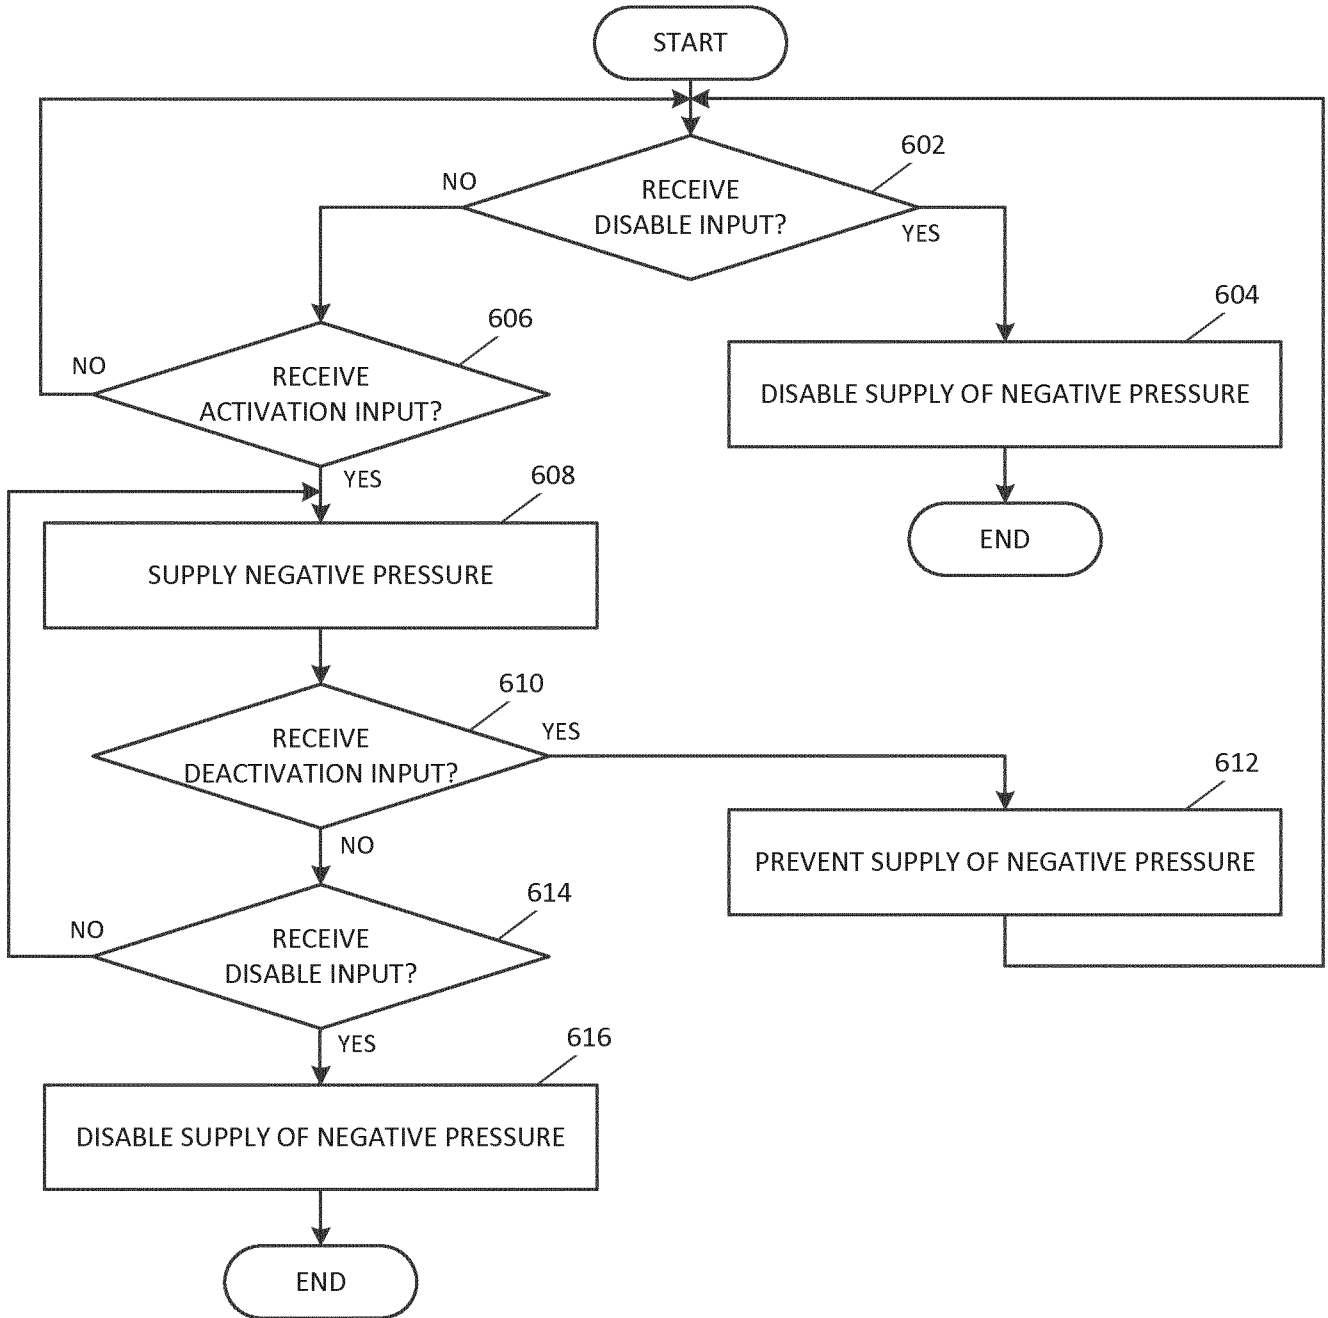 START
602
NO
RECEIVE
DISABLE INPUT?
YES
604
606
NO
RECEIVE
ACTIVATION INPUT?
DISABLE SUPPLY OF NEGATIVE PRESSURE
YES
608
END
SUPPLY NEGATIVE PRESSURE
610
YES
RECEIVE
DEACTIVATION INPUT?
612
NO
PREVENT SUPPLY OF NEGATIVE PRESSURE
614
NO
RECEIVE
DISABLE INPUT?
YES
616
DISABLE SUPPLY OF NEGATIVE PRESSURE
END